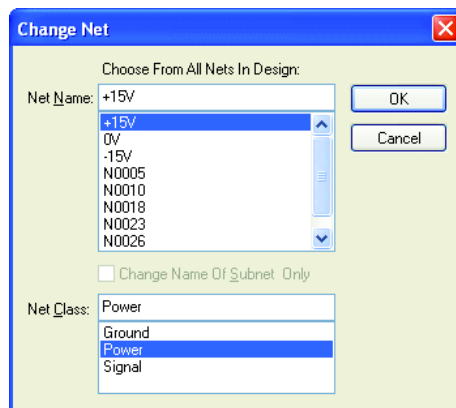 Change Net
Choose From All Nets In Design:
Net Name: +15V
OK
+15V
Cancel
0V
-15V
N0005
N0010
N0018
N0023
N0026
Change Name Of Subnet Only
Net Class: Power
Ground
Power
Signal